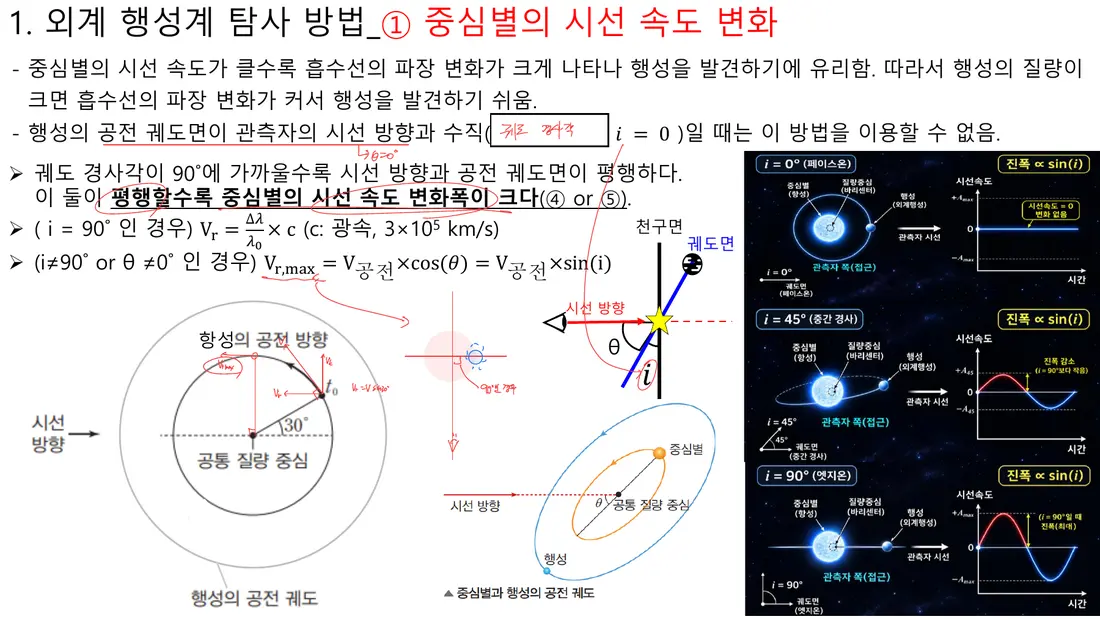 1. 외계 행성계 탐사 방법_① 중심별의 시선 속도 변화
- 중심별의 시선 속도가 클수록 흡수선의 파장 변화가 크게 나타나 행성을 발견하기에 유리함. 따라서 행성의 질량이
크면 흡수선의 파장 변화가 커서 행성을 발견하기 쉬움.
- 행성의 공전 궤도면이 관측자의 시선 방향과 수직( 궤도 경사각 i = 0 )일 때는 이 방법을 이용할 수 없음.
θ=0°
➢ 궤도 경사각이 90˚에 가까울수록 시선 방향과 공전 궤도면이 평행하다.
이 둘이 평행할수록 중심별의 시선 속도 변화폭이 크다(④ or ⑤)).
➢ ( i = 90˚ 인 경우) Vr = Δλ/λ0 × c (c: 광속, 3×10⁵ km/s)
➢ (i≠90˚ or θ ≠0˚ 인 경우) Vr,max = V공전×cos(θ) = V공전×sin(i)
천구면
궤도면
시선 방향
θ
i
항성의 공전 방향
Vmax
t0
30°
시선
방향
공통 질량 중심
행성의 공전 궤도
중심별
시선 방향
θ
공통 질량 중심
행성
▲ 중심별과 행성의 공전 궤도
i = 0° (페이스온)
진폭 ∝ sin(i)
중심별
(항성)
질량중심
(바리센터)
행성
(외계행성)
관측자 시선
관측자 쪽(접근)
i = 0°
궤도면
(페이스온)
시선속도
+Amax
0
−Amax
시선속도 = 0
변화 없음
시간
i = 45° (중간 경사)
진폭 ∝ sin(i)
중심별
(항성)
질량중심
(바리센터)
행성
(외계행성)
관측자 시선
관측자 쪽(접근)
i = 45°
45°
궤도면
(중간 경사)
시선속도
+A45
0
−A45
진폭 감소
(i = 90°보다 작음)
시간
i = 90° (엣지온)
진폭 ∝ sin(i)
중심별
(항성)
질량중심
(바리센터)
행성
(외계행성)
관측자 시선
관측자 쪽(접근)
i = 90°
궤도면
(엣지온)
시선속도
+Amax
0
−Amax
(i = 90°일 때
진폭(최대)
시간